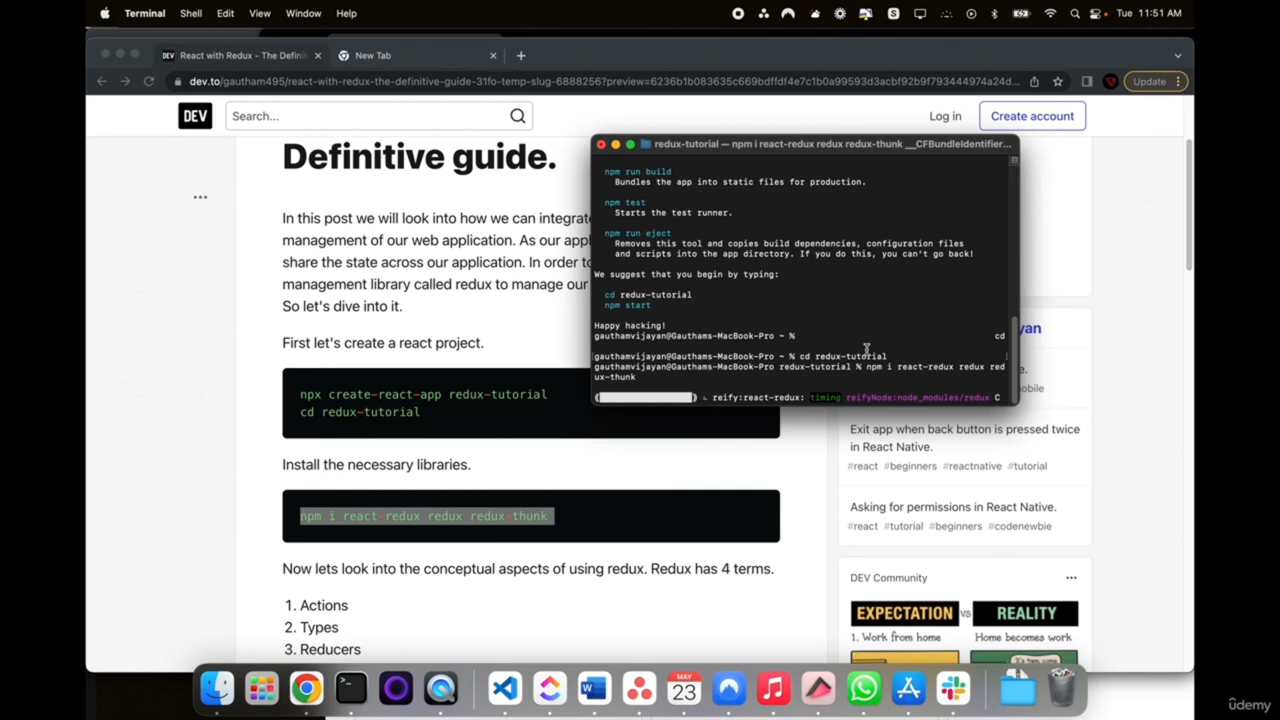 Terminal Shell Edit View Window Help
Tue 11:51 AM
React with Redux - The Defini
New Tab
dev.to/gautham495/react-with-redux-the-definitive-guide-31fo-temp-slug-6888256?preview=6236b1b083635c669bdffdf4e7c1b0a99593d3acbf92b9f793444974a24d...
Update
DEV
Search...
Log in
Create account
Definitive guide.
In this post we will look into how we can integrate
management of our web application. As our appl
share the state across our application. In order to
management library called redux to manage our
So let's dive into it.
First let's create a react project.
npx create-react-app redux-tutorial
cd redux-tutorial
Install the necessary libraries.
npm i react-redux redux redux-thunk
Now lets look into the conceptual aspects of using redux. Redux has 4 terms.
1. Actions
2. Types
3. Reducers
redux-tutorial — npm i react-redux redux redux-thunk __CFBundleIdentifier...
npm run build
Bundles the app into static files for production.
npm test
Starts the test runner.
npm run eject
Removes this tool and copies build dependencies, configuration files
and scripts into the app directory. If you do this, you can't go back!
We suggest that you begin by typing:
cd redux-tutorial
npm start
Happy hacking!
gauthamvijayan@Gauthams-MacBook-Pro ~ % cd
[gauthamvijayan@Gauthams-MacBook-Pro ~ % cd redux-tutorial ]
gauthamvijayan@Gauthams-MacBook-Pro redux-tutorial % npm i react-redux redux red
ux-thunk
reify:react-redux: timing reifyNode:node_modules/redux C
yan
e.
mobile
Exit app when back button is pressed twice
in React Native.
#react #beginners #reactnative #tutorial
Asking for permissions in React Native.
#react #tutorial #beginners #codenewbie
DEV Community
EXPECTATION VS REALITY
1. Work from home Home becomes work
MAY
23
ûdemy